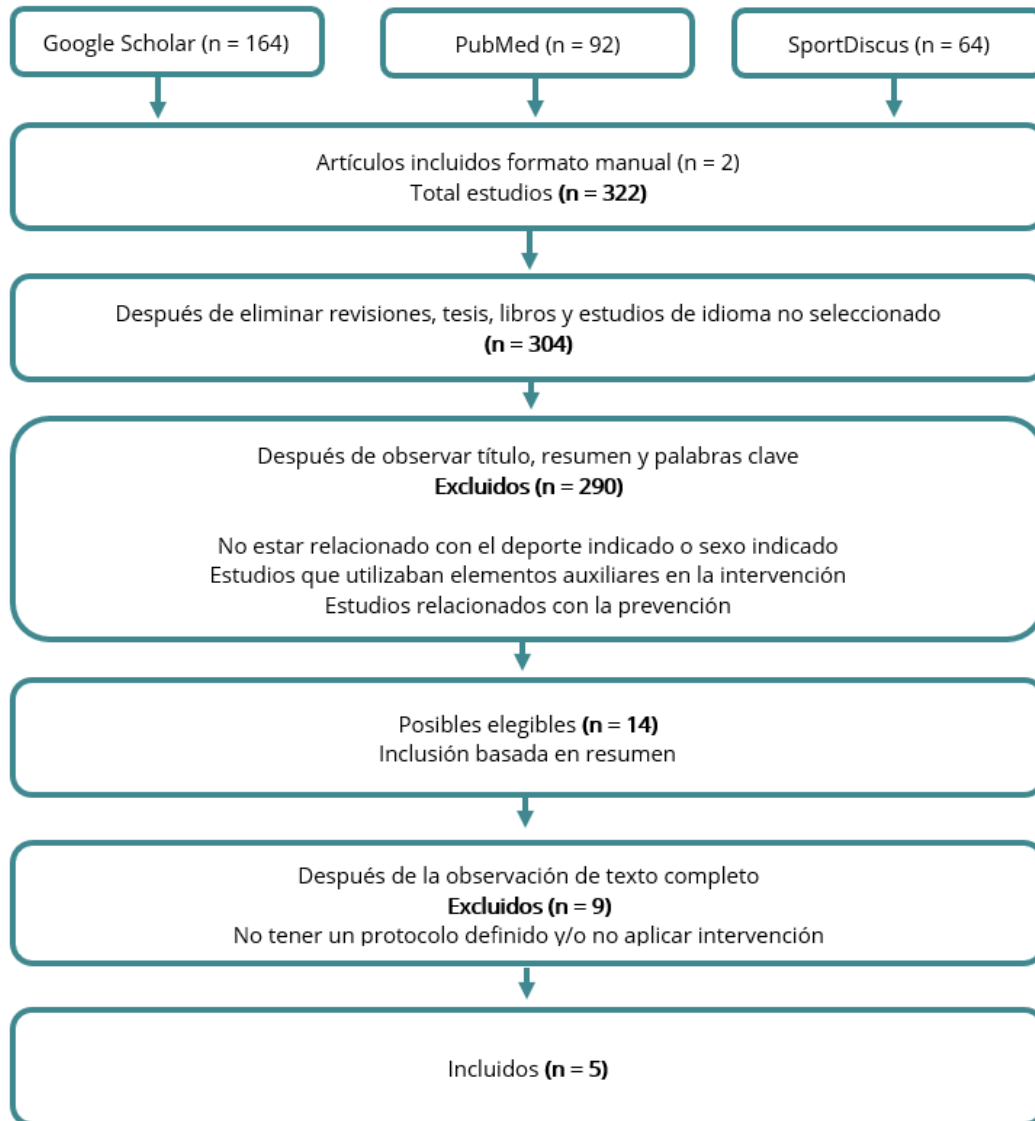 Google Scholar (n = 164)
PubMed (n = 92)
SportDiscus (n = 64)
Artículos incluidos formato manual (n = 2)
Total estudios (n = 322)
Después de eliminar revisiones, tesis, libros y estudios de idioma no seleccionado
(n = 304)
Después de observar título, resumen y palabras clave
Excluidos (n = 290)
No estar relacionado con el deporte indicado o sexo indicado
Estudios que utilizaban elementos auxiliares en la intervención
Estudios relacionados con la prevención
Posibles elegibles (n = 14)
Inclusión basada en resumen
Después de la observación de texto completo
Excluidos (n = 9)
No tener un protocolo definido y/o no aplicar intervención
Incluidos (n = 5)